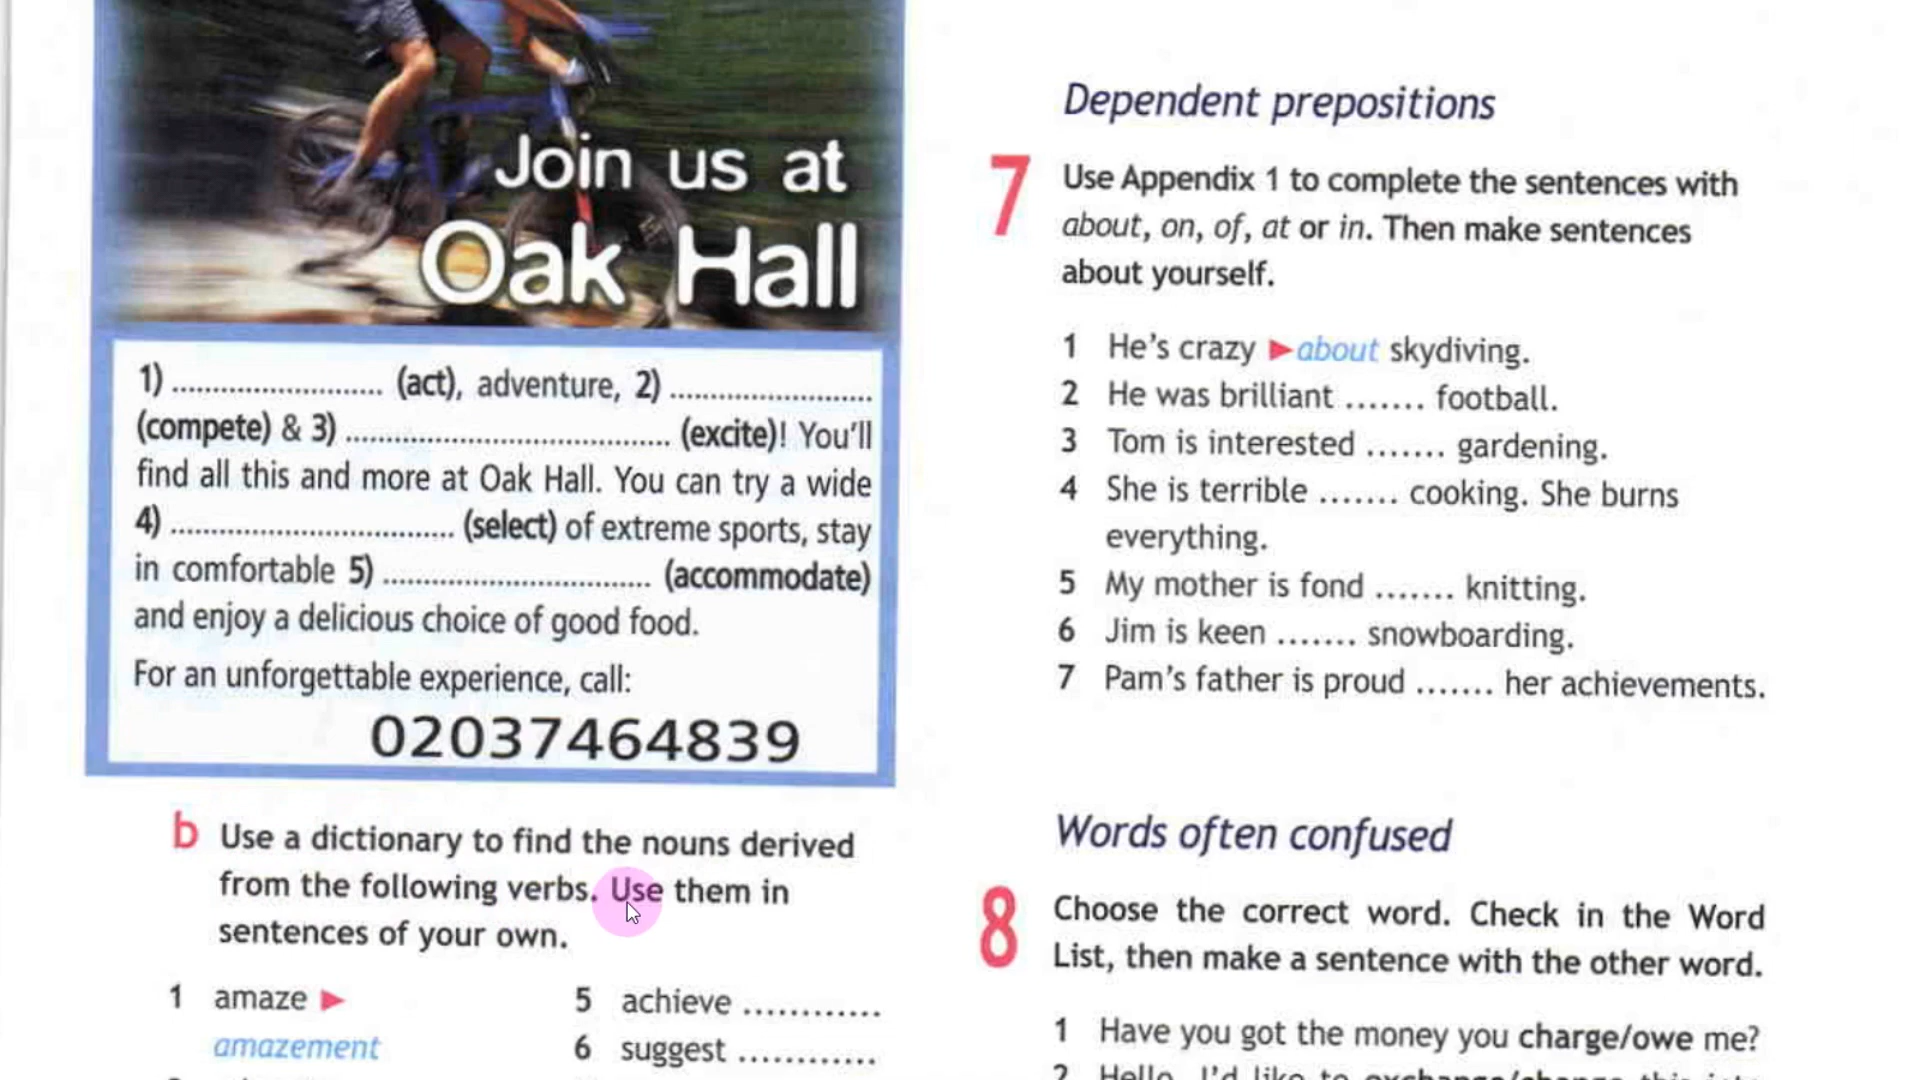 Join us at
Oak Hall
1) ........................ (act), adventure, 2) .......................
(compete) & 3) ..................................... (excite)! You'll
find all this and more at Oak Hall. You can try a wide
4) ................................ (select) of extreme sports, stay
in comfortable 5) .............................. (accommodate)
and enjoy a delicious choice of good food.
For an unforgettable experience, call:
02037464839
b Use a dictionary to find the nouns derived
from the following verbs. Use them in
sentences of your own.
1 amaze ►
amazement
5 achieve ............
6 suggest ............
Dependent prepositions
7 Use Appendix 1 to complete the sentences with
about, on, of, at or in. Then make sentences
about yourself.
1 He's crazy ►about skydiving.
2 He was brilliant ....... football.
3 Tom is interested ....... gardening.
4 She is terrible ....... cooking. She burns
everything.
5 My mother is fond ....... knitting.
6 Jim is keen ....... snowboarding.
7 Pam's father is proud ....... her achievements.
Words often confused
8 Choose the correct word. Check in the Word
List, then make a sentence with the other word.
1 Have you got the money you charge/owe me?
2 Hello, I'd like to exchange/change this into